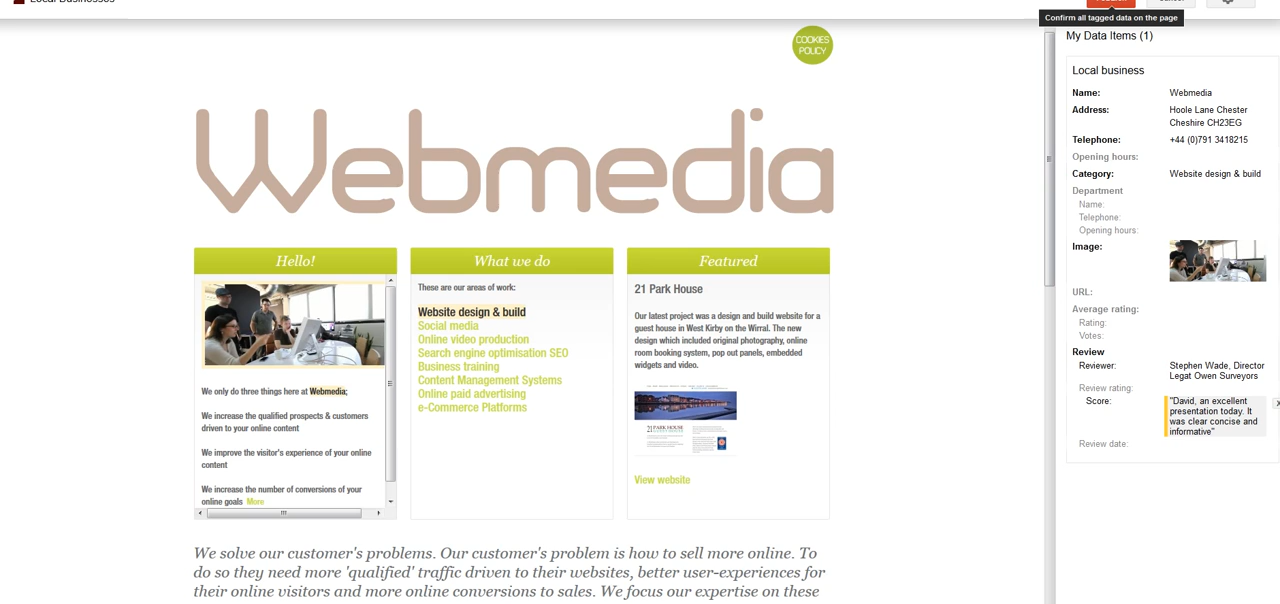 Local Businesses
Confirm all tagged data on the page
COOKIES
POLICY
Webmedia
Hello!
We only do three things here at Webmedia;
We increase the qualified prospects & customers
driven to your online content
We improve the visitor's experience of your online
content
We increase the number of conversions of your
online goals More
What we do
These are our areas of work:
Website design & build
Social media
Online video production
Search engine optimisation SEO
Business training
Content Management Systems
Online paid advertising
e-Commerce Platforms
Featured
21 Park House
Our latest project was a design and build website for a
guest house in West Kirby on the Wirral. The new
design which included original photography, online
room booking system, pop out panels, embedded
widgets and video.
21 PARK HOUSE
View website
We solve our customer's problems. Our customer's problem is how to sell more online. To
do so they need more 'qualified' traffic driven to their websites, better user-experiences for
their online visitors and more online conversions to sales. We focus our expertise on these
My Data Items (1)
Local business
Name: Webmedia
Address: Hoole Lane Chester
Cheshire CH23EG
Telephone: +44 (0)791 3418215
Opening hours:
Category: Website design & build
Department
Name:
Telephone:
Opening hours:
Image:
URL:
Average rating:
Rating:
Votes:
Review
Reviewer: Stephen Wade, Director
Legat Owen Surveyors
Review rating:
Score: "David, an excellent
presentation today. It
was clear concise and
informative"
Review date: